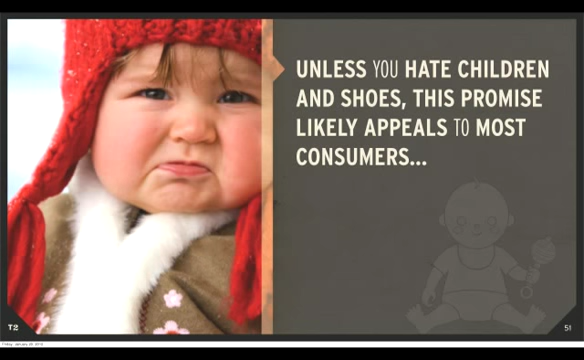 UNLESS YOU HATE CHILDREN
AND SHOES, THIS PROMISE
LIKELY APPEALS TO MOST
CONSUMERS...
T2
51